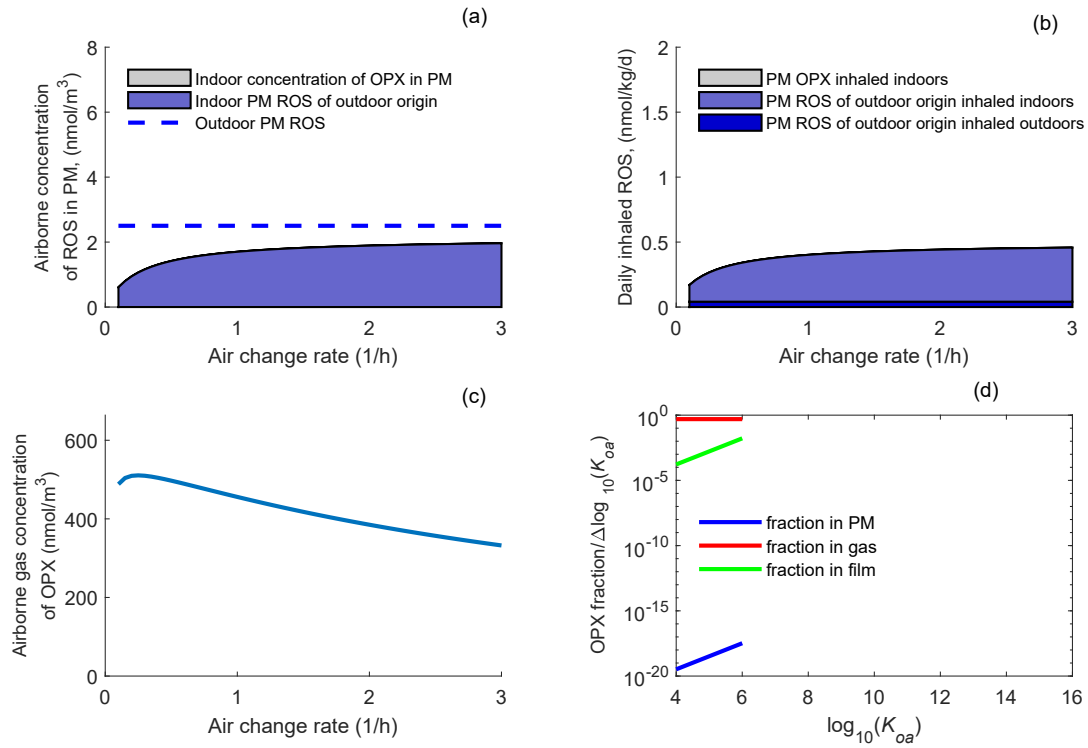 (a)
Airborne concentration
of ROS in PM, (nmol/m³)
8
6
4
2
0
Indoor concentration of OPX in PM
Indoor PM ROS of outdoor origin
Outdoor PM ROS
0 1 2 3
Air change rate (1/h)
(b)
Daily inhaled ROS, (nmol/kg/d)
2
1.5
1
0.5
0
PM OPX inhaled indoors
PM ROS of outdoor origin inhaled indoors
PM ROS of outdoor origin inhaled outdoors
0 1 2 3
Air change rate (1/h)
(c)
Airborne gas concentration
of OPX (nmol/m³)
600
400
200
0
0 1 2 3
Air change rate (1/h)
(d)
OPX fraction/Δlog₁₀(Kₒₐ)
10⁰
10⁻⁵
10⁻¹⁰
10⁻¹⁵
10⁻²⁰
fraction in PM
fraction in gas
fraction in film
4 6 8 10 12 14 16
log₁₀(Kₒₐ)